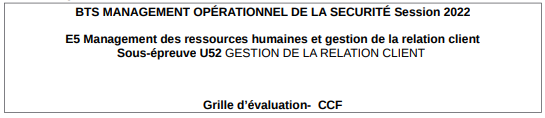 BTS MANAGEMENT OPÉRATIONNEL DE LA SECURITÉ Session 2022
E5 Management des ressources humaines et gestion de la relation client
Sous-épreuve U52 GESTION DE LA RELATION CLIENT
Grille d'évaluation- CCF